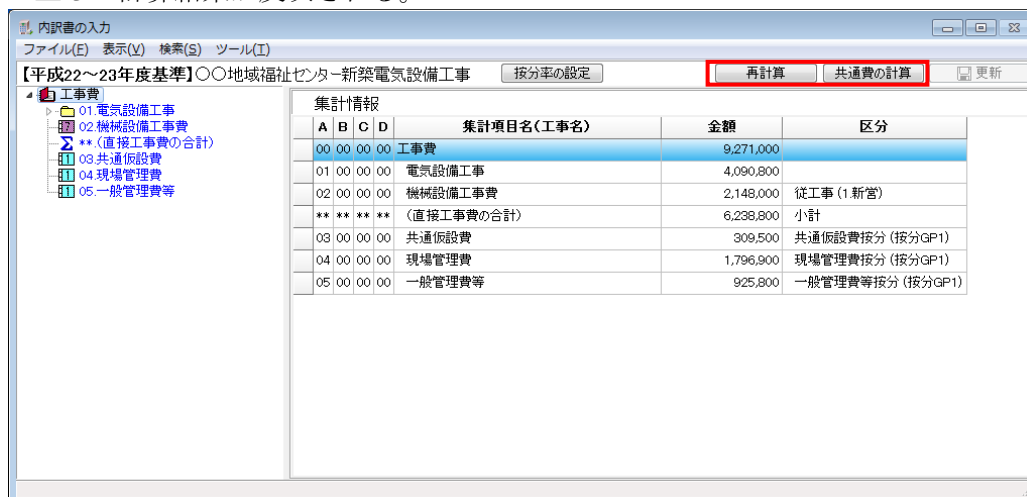 内訳書の入力
ファイル(F) 表示(V) 検索(S) ツール(T)
【平成22～23年度基準】〇〇地域福祉センター新築電気設備工事 按分率の設定 再計算 共通費の計算 更新
工事費
01.電気設備工事
02.機械設備工事費
**.(直接工事費の合計)
03.共通仮設費
04.現場管理費
05.一般管理費等
集計情報
A B C D 集計項目名(工事名) 金額 区分
00 00 00 00 工事費 9,271,000
01 00 00 00 電気設備工事 4,090,800
02 00 00 00 機械設備工事費 2,148,000 従工事(1.新営)
** ** ** ** (直接工事費の合計) 6,238,800 小計
03 00 00 00 共通仮設費 309,500 共通仮設費按分(按分GP1)
04 00 00 00 現場管理費 1,796,900 現場管理費按分(按分GP1)
05 00 00 00 一般管理費等 925,800 一般管理費等按分(按分GP1)